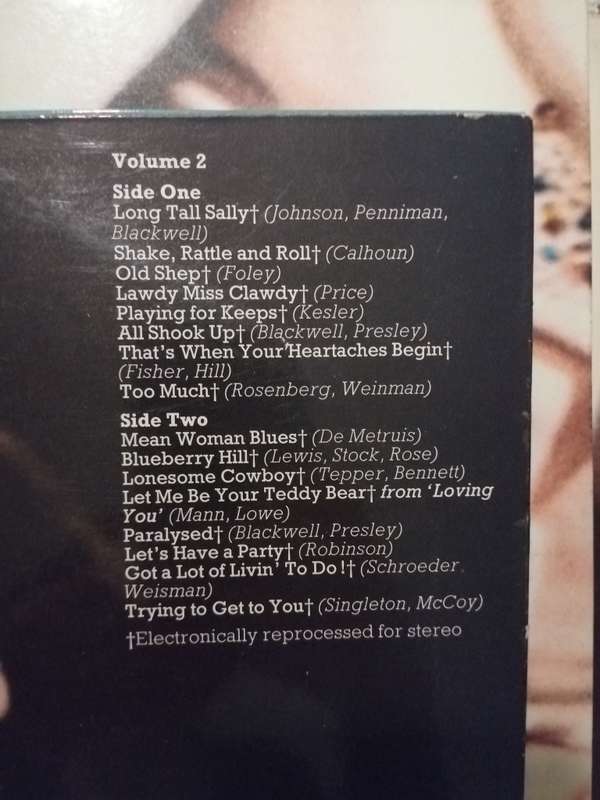 Volume 2
Side One
Long Tall Sally† (Johnson, Penniman,
Blackwell)
Shake, Rattle and Roll† (Calhoun)
Old Shep† (Foley)
Lawdy Miss Clawdy† (Price)
Playing for Keeps† (Kesler)
All Shook Up† (Blackwell, Presley)
That's When Your Heartaches Begin†
(Fisher, Hill)
Too Much† (Rosenberg, Weinman)
Side Two
Mean Woman Blues† (De Metruis)
Blueberry Hill† (Lewis, Stock, Rose)
Lonesome Cowboy† (Tepper, Bennett)
Let Me Be Your Teddy Bear† from 'Loving
You' (Mann, Lowe)
Paralysed† (Blackwell, Presley)
Let's Have a Party† (Robinson)
Got a Lot of Livin' To Do!† (Schroeder
Weisman)
Trying to Get to You† (Singleton, McCoy)
†Electronically reprocessed for stereo